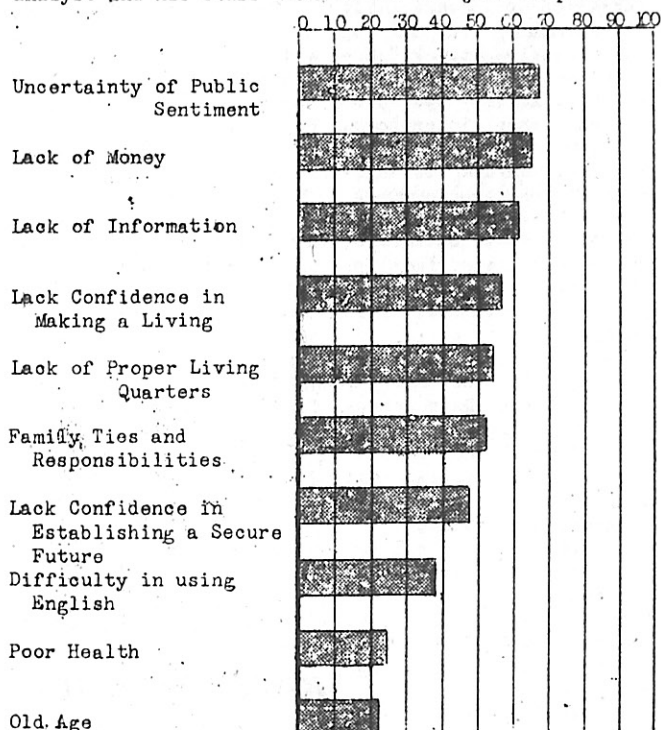 0 10 20 30 40 50 60 70 80 90 100
Uncertainty of Public
Sentiment
Lack of Money
Lack of Information
Lack Confidence in
Making a Living
Lack of Proper Living
Quarters
Family Ties and
Responsibilities
Lack Confidence in
Establishing a Secure
Future
Difficulty in using
English
Poor Health
Old Age